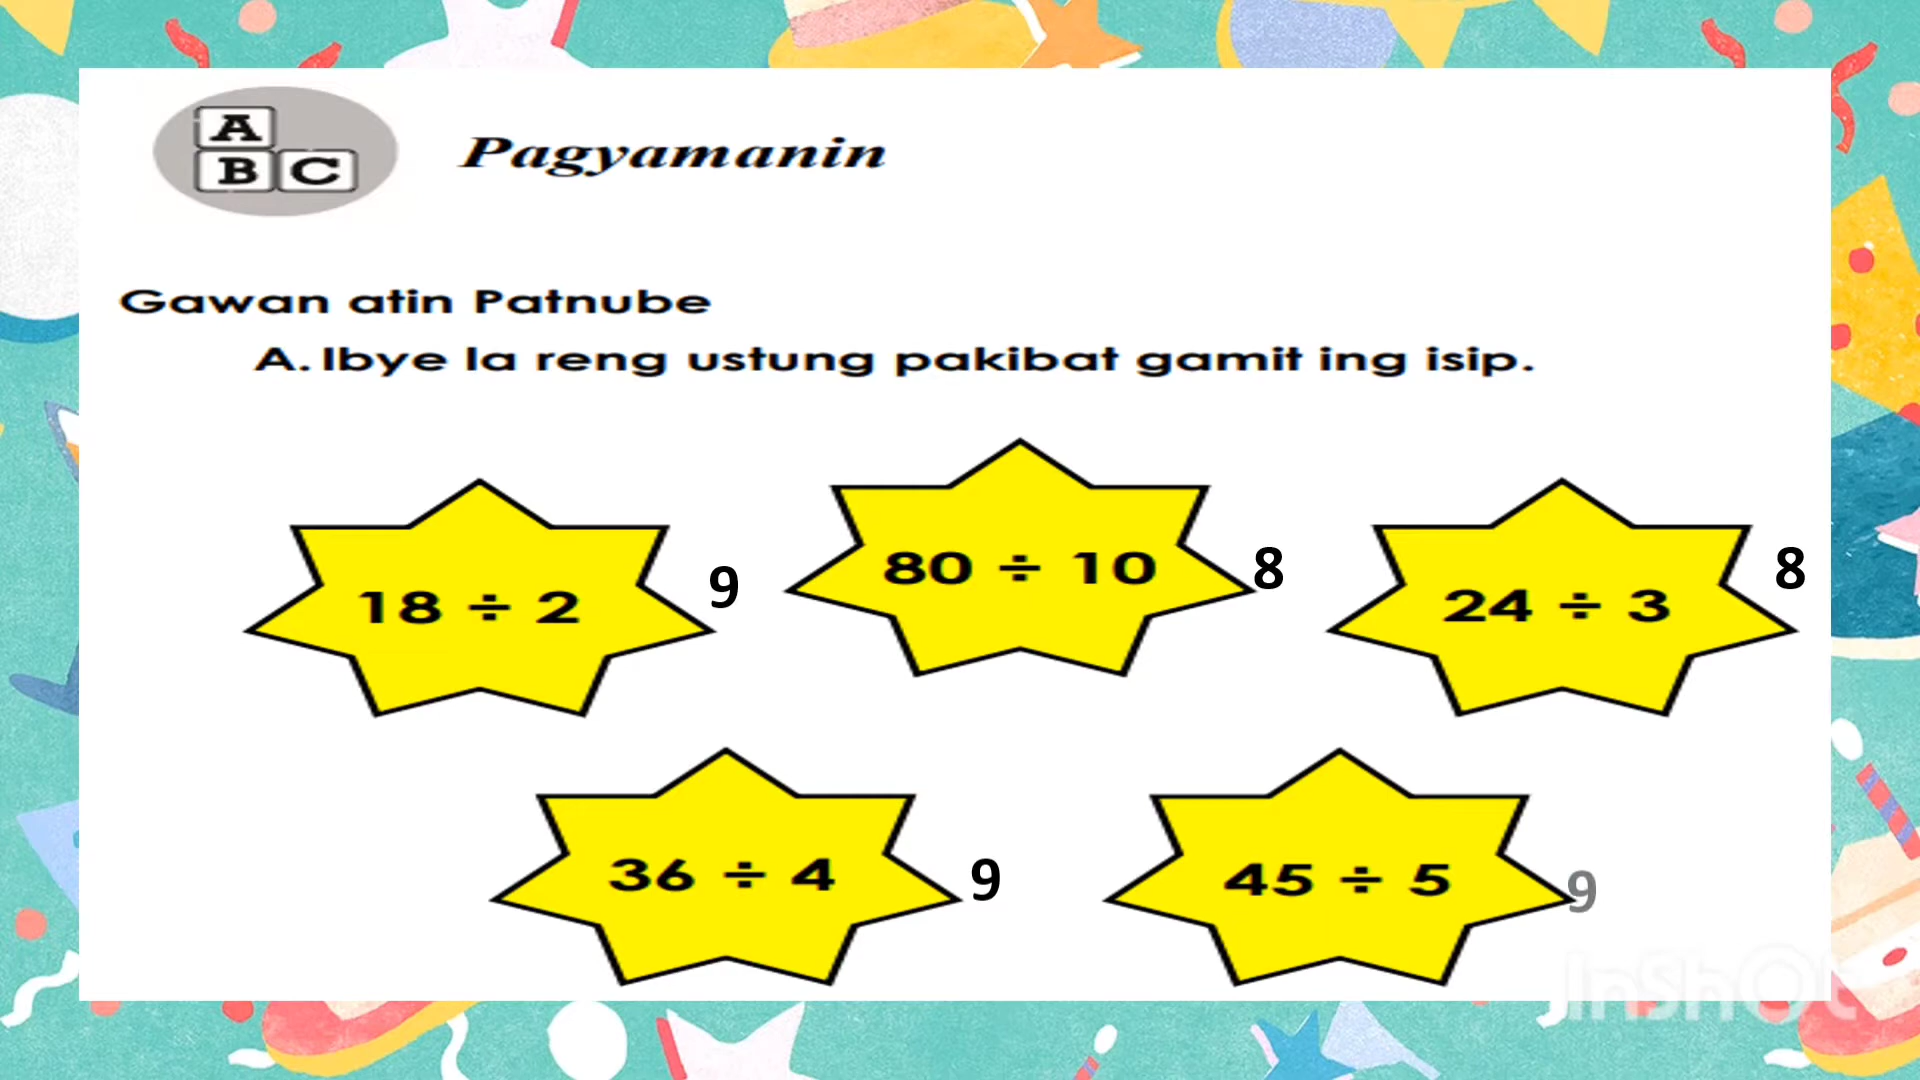 A
B C
Pagyamanin
Gawan atin Patnube
A. Ibye la reng ustung pakibat gamit ing isip.
18 ÷ 2 9
80 ÷ 10 8
24 ÷ 3 8
36 ÷ 4 9
45 ÷ 5 9
InShOt